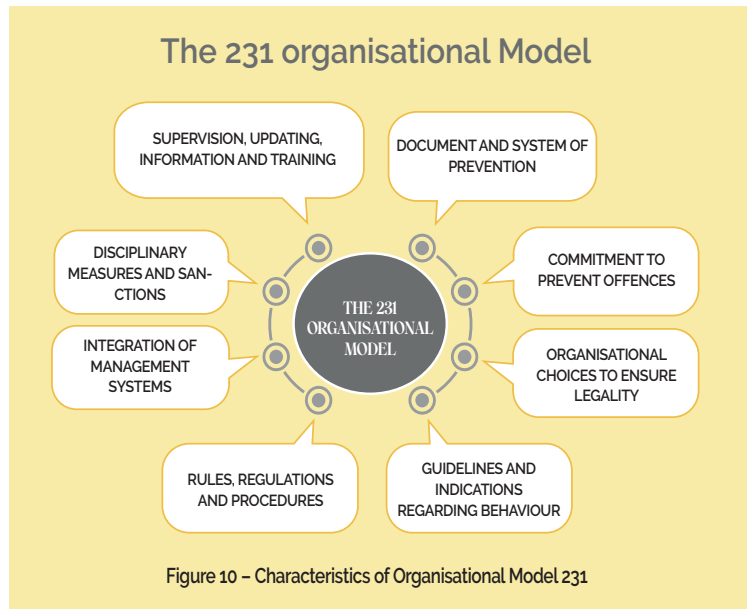 The 231 organisational Model
SUPERVISION, UPDATING,
INFORMATION AND TRAINING
DOCUMENT AND SYSTEM OF
PREVENTION
DISCIPLINARY
MEASURES AND SAN-
CTIONS
COMMITMENT TO
PREVENT OFFENCES
THE 231
ORGANISATIONAL
MODEL
INTEGRATION OF
MANAGEMENT
SYSTEMS
ORGANISATIONAL
CHOICES TO ENSURE
LEGALITY
RULES, REGULATIONS
AND PROCEDURES
GUIDELINES AND
INDICATIONS
REGARDING BEHAVIOUR
Figure 10 – Characteristics of Organisational Model 231